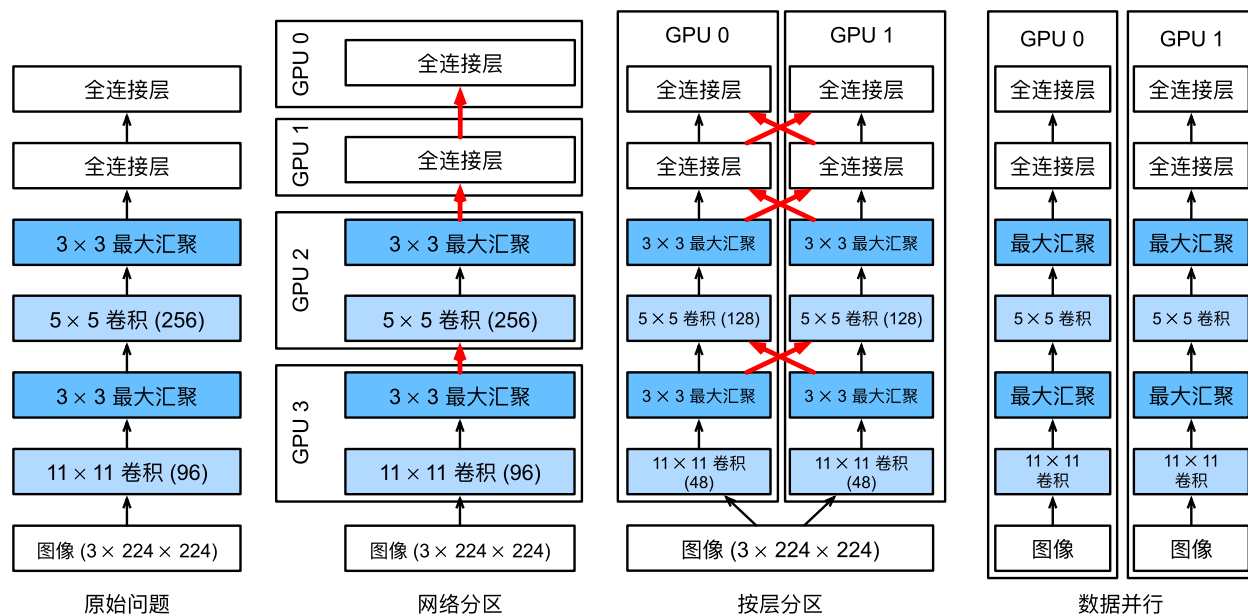 全连接层
全连接层
3 × 3 最大汇聚
5 × 5 卷积 (256)
3 × 3 最大汇聚
11 × 11 卷积 (96)
图像 (3 × 224 × 224)
原始问题
GPU 0
全连接层
GPU 1
全连接层
GPU 2
3 × 3 最大汇聚
5 × 5 卷积 (256)
GPU 3
3 × 3 最大汇聚
11 × 11 卷积 (96)
图像 (3 × 224 × 224)
网络分区
GPU 0
全连接层
全连接层
3 × 3 最大汇聚
5 × 5 卷积 (128)
3 × 3 最大汇聚
11 × 11 卷积
(48)
GPU 1
全连接层
全连接层
3 × 3 最大汇聚
5 × 5 卷积 (128)
3 × 3 最大汇聚
11 × 11 卷积
(48)
图像 (3 × 224 × 224)
按层分区
GPU 0
全连接层
全连接层
最大汇聚
5 × 5 卷积
最大汇聚
11 × 11
卷积
图像
GPU 1
全连接层
全连接层
最大汇聚
5 × 5 卷积
最大汇聚
11 × 11
卷积
图像
数据并行